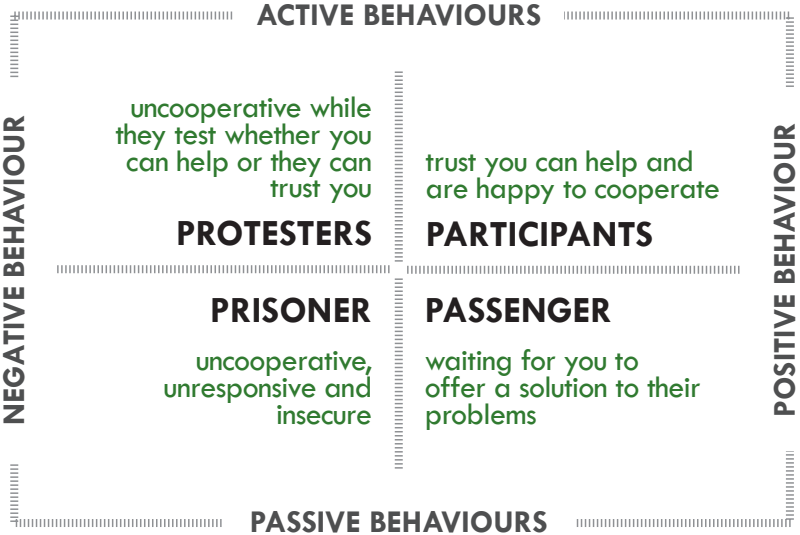 ACTIVE BEHAVIOURS
NEGATIVE BEHAVIOUR
uncooperative while
they test whether you
can help or they can
trust you
PROTESTERS
trust you can help and
are happy to cooperate
PARTICIPANTS
POSITIVE BEHAVIOUR
PRISONER
uncooperative,
unresponsive and
insecure
PASSENGER
waiting for you to
offer a solution to their
problems
PASSIVE BEHAVIOURS